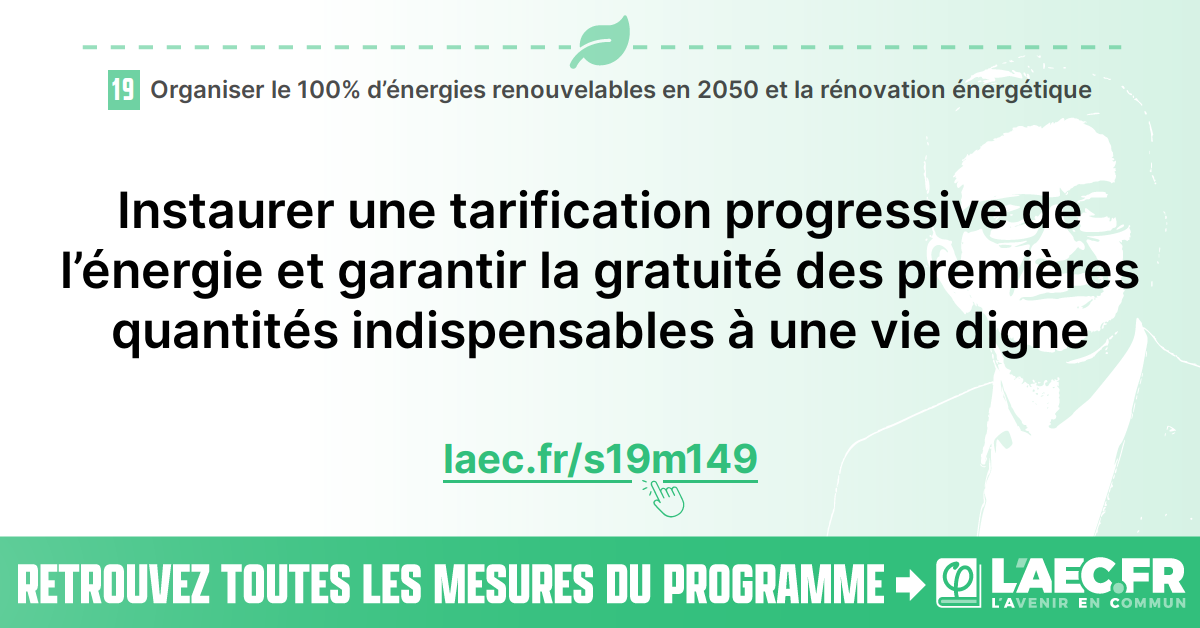 19 Organiser le 100% d’énergies renouvelables en 2050 et la rénovation énergétique
Instaurer une tarification progressive de
l’énergie et garantir la gratuité des premières
quantités indispensables à une vie digne
laec.fr/s19m149
RETROUVEZ TOUTES LES MESURES DU PROGRAMME
φ L'AEC.FR
L'AVENIR EN COMMUN